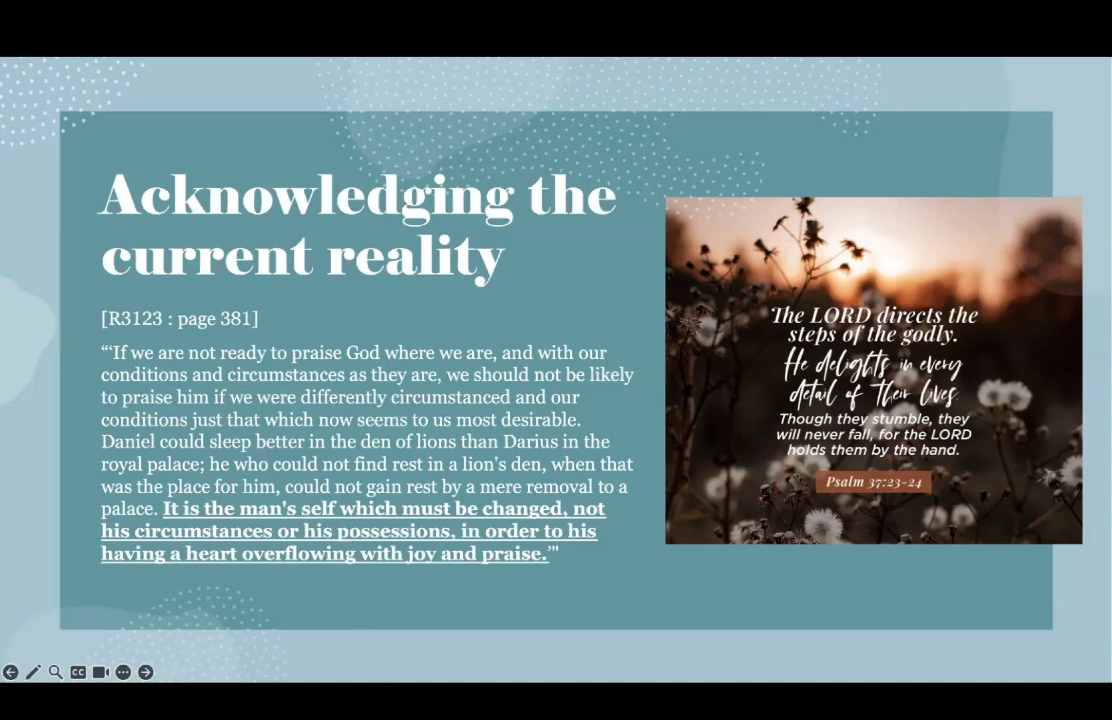 Acknowledging the
current reality
[R3123 : page 381]
“‘If we are not ready to praise God where we are, and with our
conditions and circumstances as they are, we should not be likely
to praise him if we were differently circumstanced and our
conditions just that which now seems to us most desirable.
Daniel could sleep better in the den of lions than Darius in the
royal palace; he who could not find rest in a lion's den, when that
was the place for him, could not gain rest by a mere removal to a
palace. It is the man's self which must be changed, not
his circumstances or his possessions, in order to his
having a heart overflowing with joy and praise.’"
The LORD directs the
steps of the godly.
He delights in every
detail of their lives.
Though they stumble, they
will never fall, for the LORD
holds them by the hand.
Psalm 37:23-24
CC